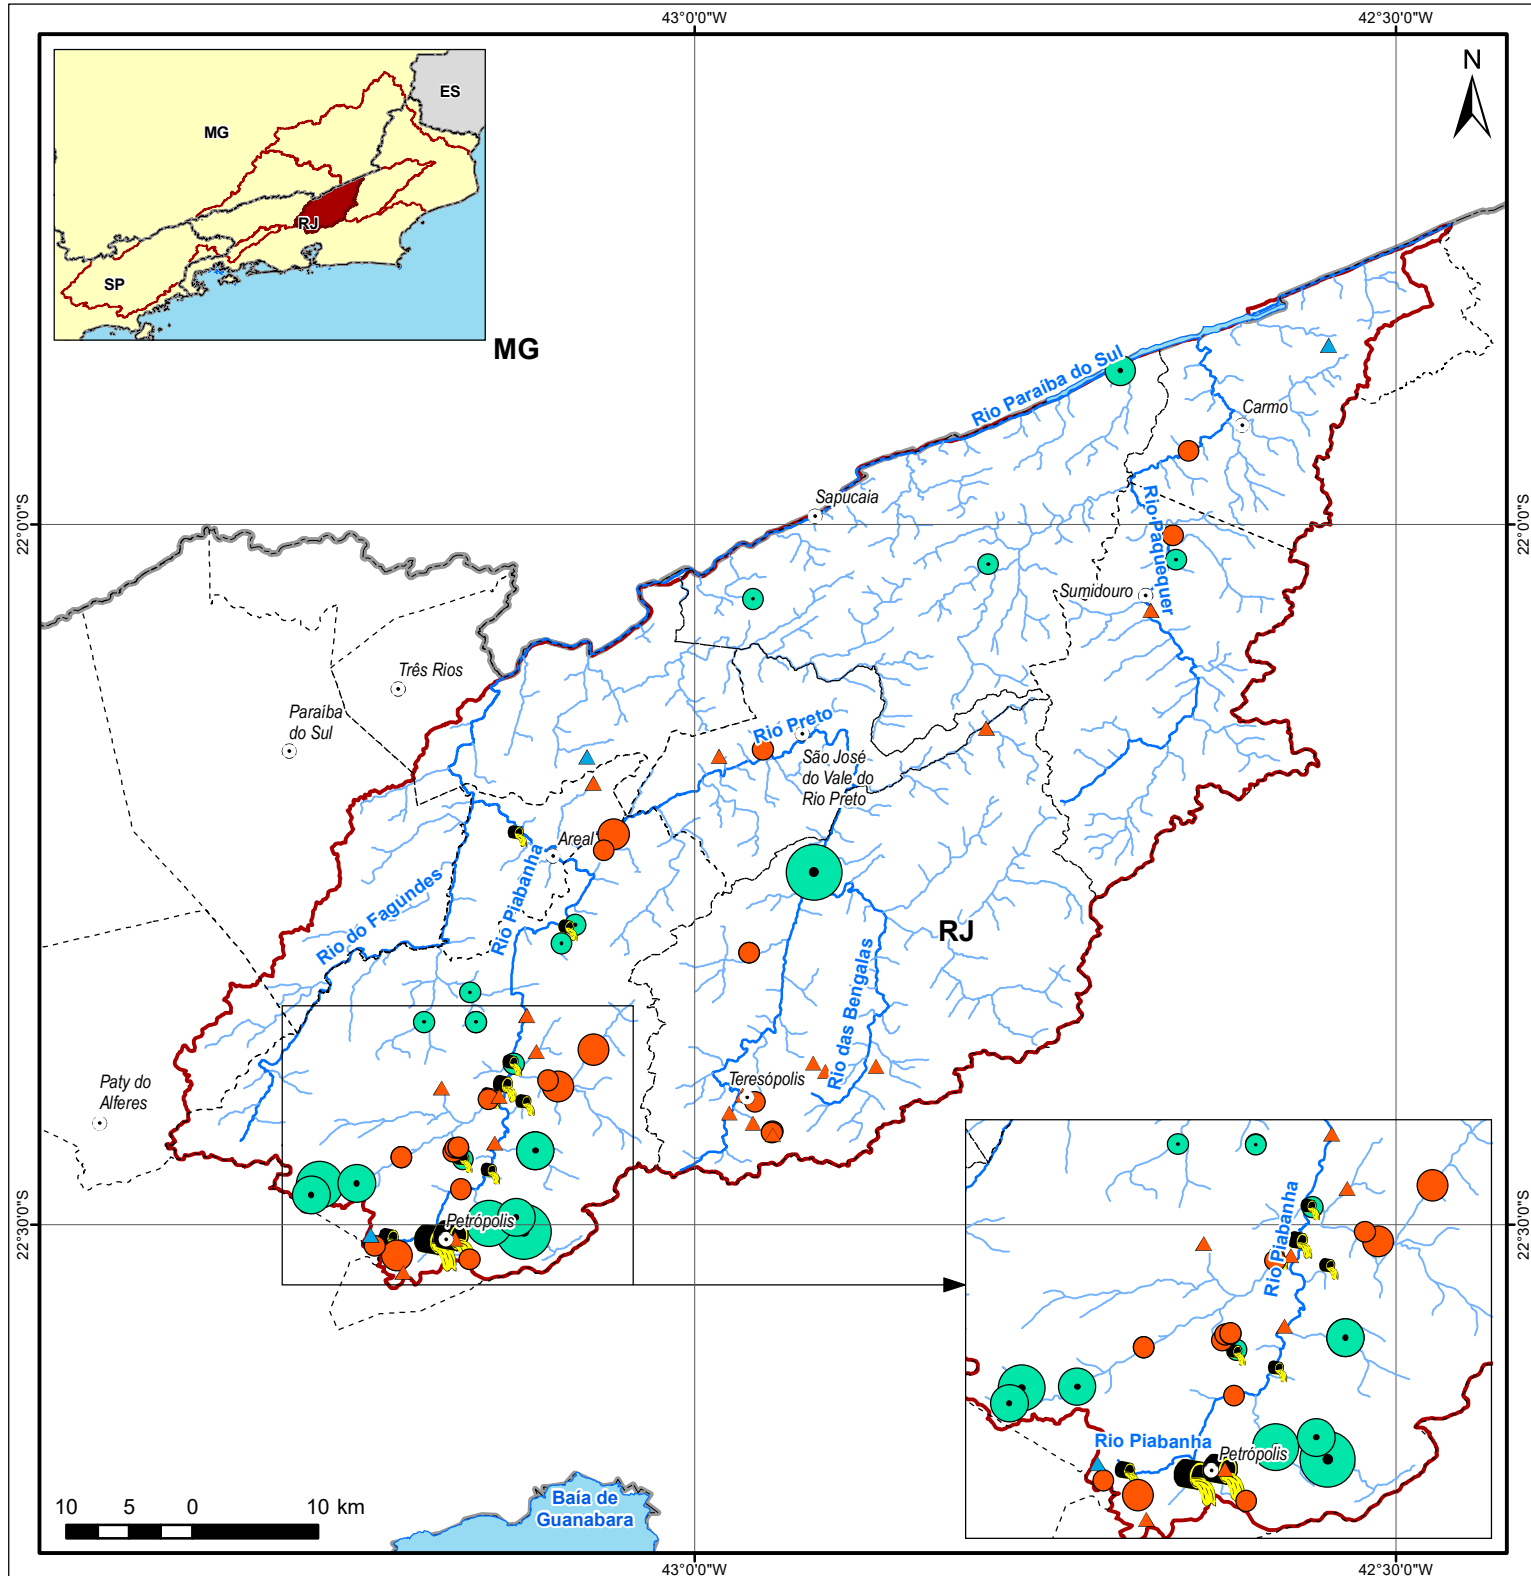 43°0'0"W
42°30'0"W
ES
MG
RJ
SP
N
MG
Rio Paraíba do Sul
Carmo
Sapucaia
22°0'0"S
22°0'0"S
Rio Paquequer
Sumidouro
Três Rios
Paraíba
do Sul
Rio Preto
São José
do Vale do
Rio Preto
Areal
Rio Piabanha
Rio do Fagundes
RJ
Rio das Bengalas
Paty do
Alferes
Teresópolis
Petrópolis
22°30'0"S
22°30'0"S
Rio Piabanha
Rio Piabanha
Petrópolis
10 5 0 10 km
Baía de
Guanabara
43°0'0"W
42°30'0"W